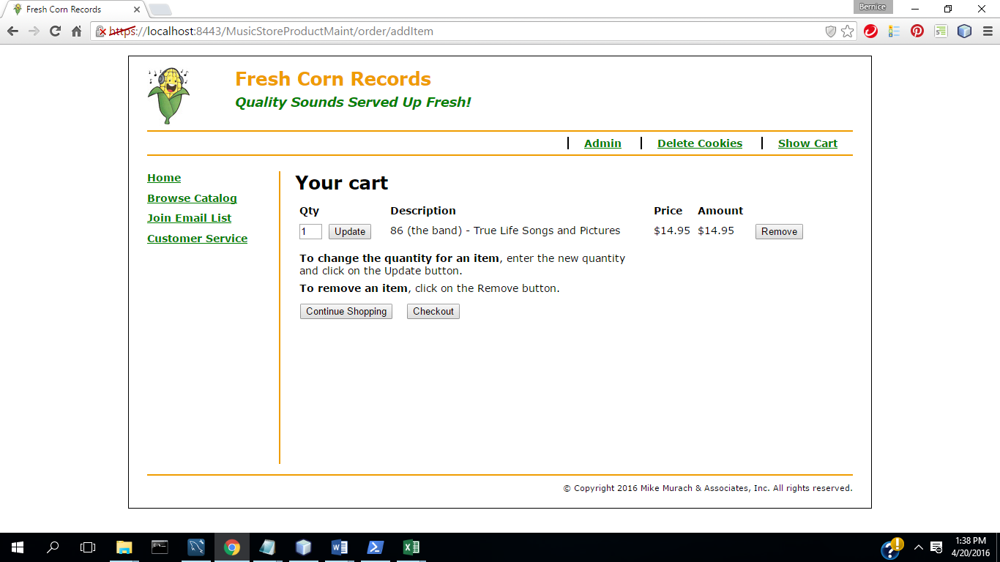 Fresh Corn Records
Bernice
https://localhost:8443/MusicStoreProductMaint/order/addItem
Fresh Corn Records
Quality Sounds Served Up Fresh!
Admin Delete Cookies Show Cart
Home
Browse Catalog
Join Email List
Customer Service
Your cart
Qty Description Price Amount
1 Update 86 (the band) - True Life Songs and Pictures $14.95 $14.95 Remove
To change the quantity for an item, enter the new quantity
and click on the Update button.
To remove an item, click on the Remove button.
Continue Shopping Checkout
© Copyright 2016 Mike Murach & Associates, Inc. All rights reserved.
1:38 PM
4/20/2016